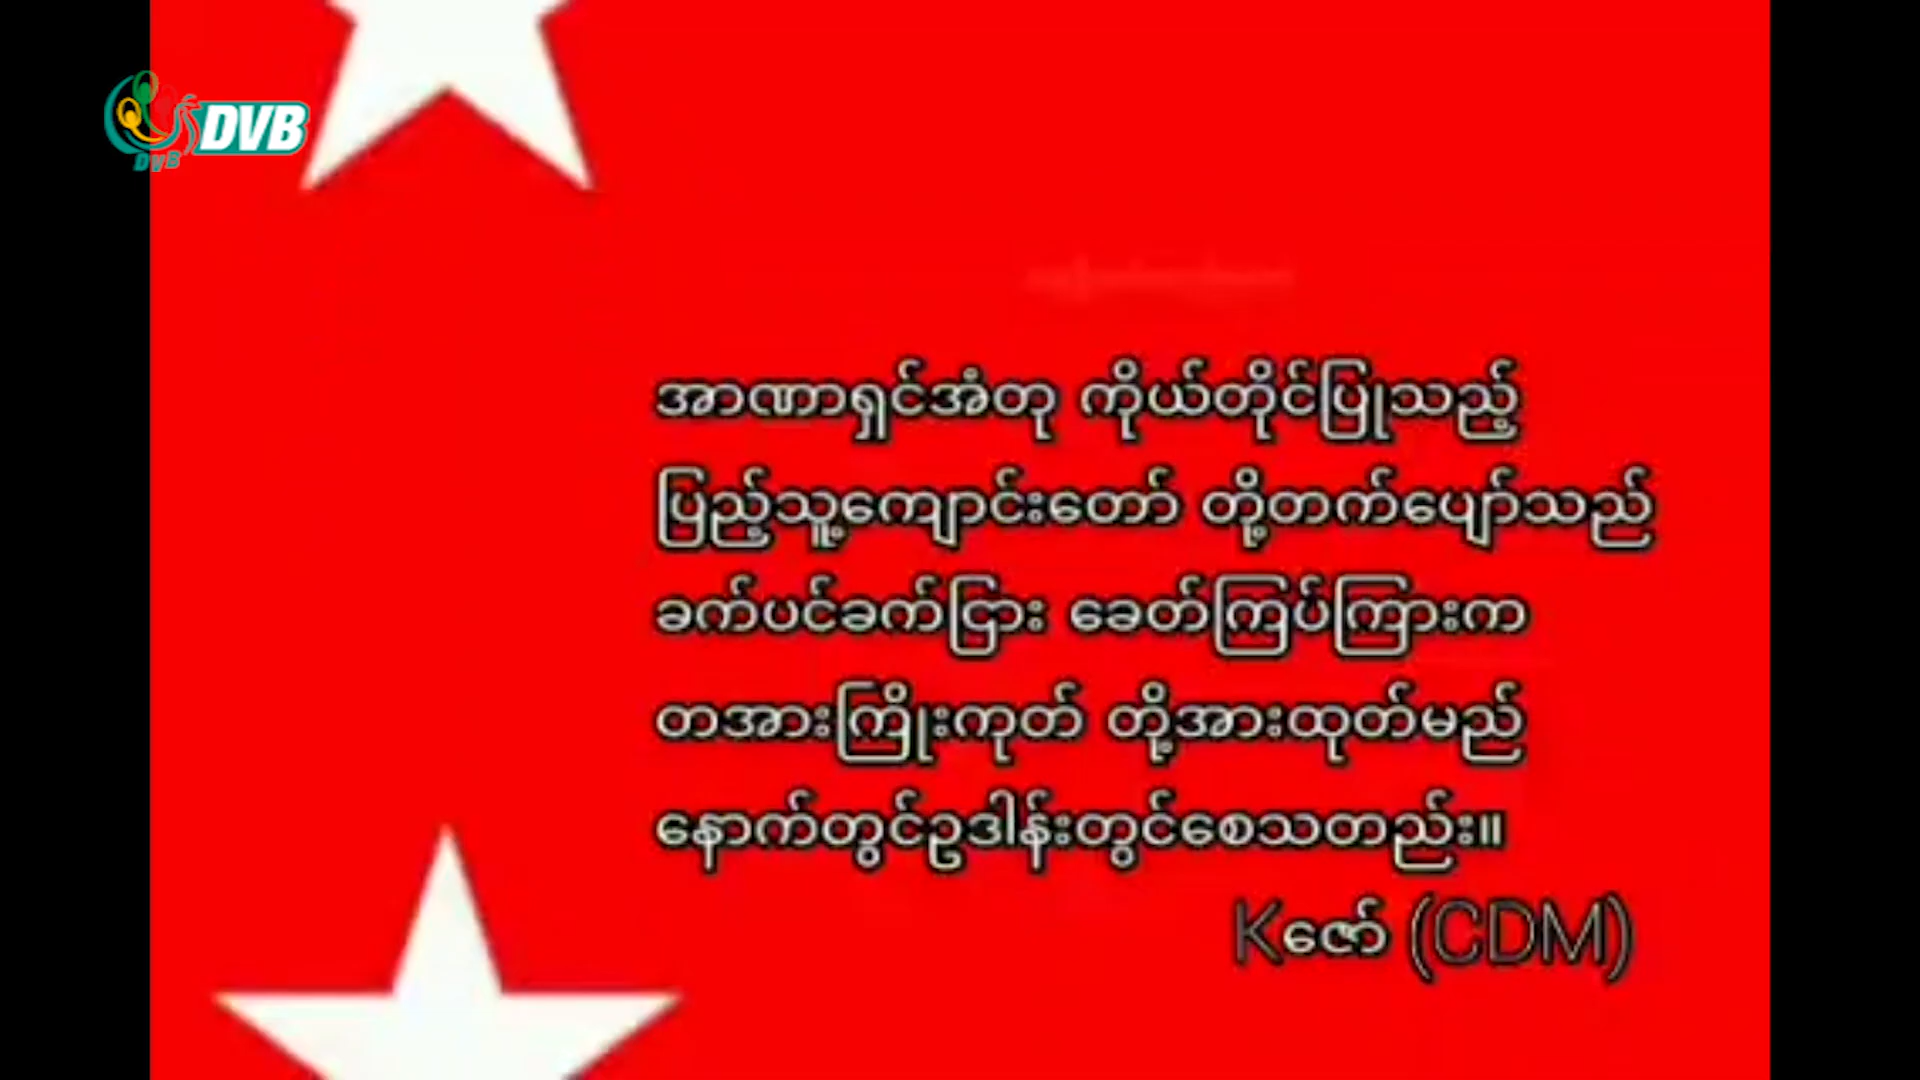 DVB
DVB
အာဏာရှင်အံတု ကိုယ်တိုင်ပြုသည့်
ပြည့်သူ့ကျောင်းတော် တို့တက်ပျော်သည်
ခက်ပင်ခက်ငြား ခေတ်ကြပ်ကြားက
တအားကြိုးကုတ် တို့အားထုတ်မည်
နောက်တွင်ဥဒါန်းတွင်စေသတည်း။
Kဇော် (CDM)